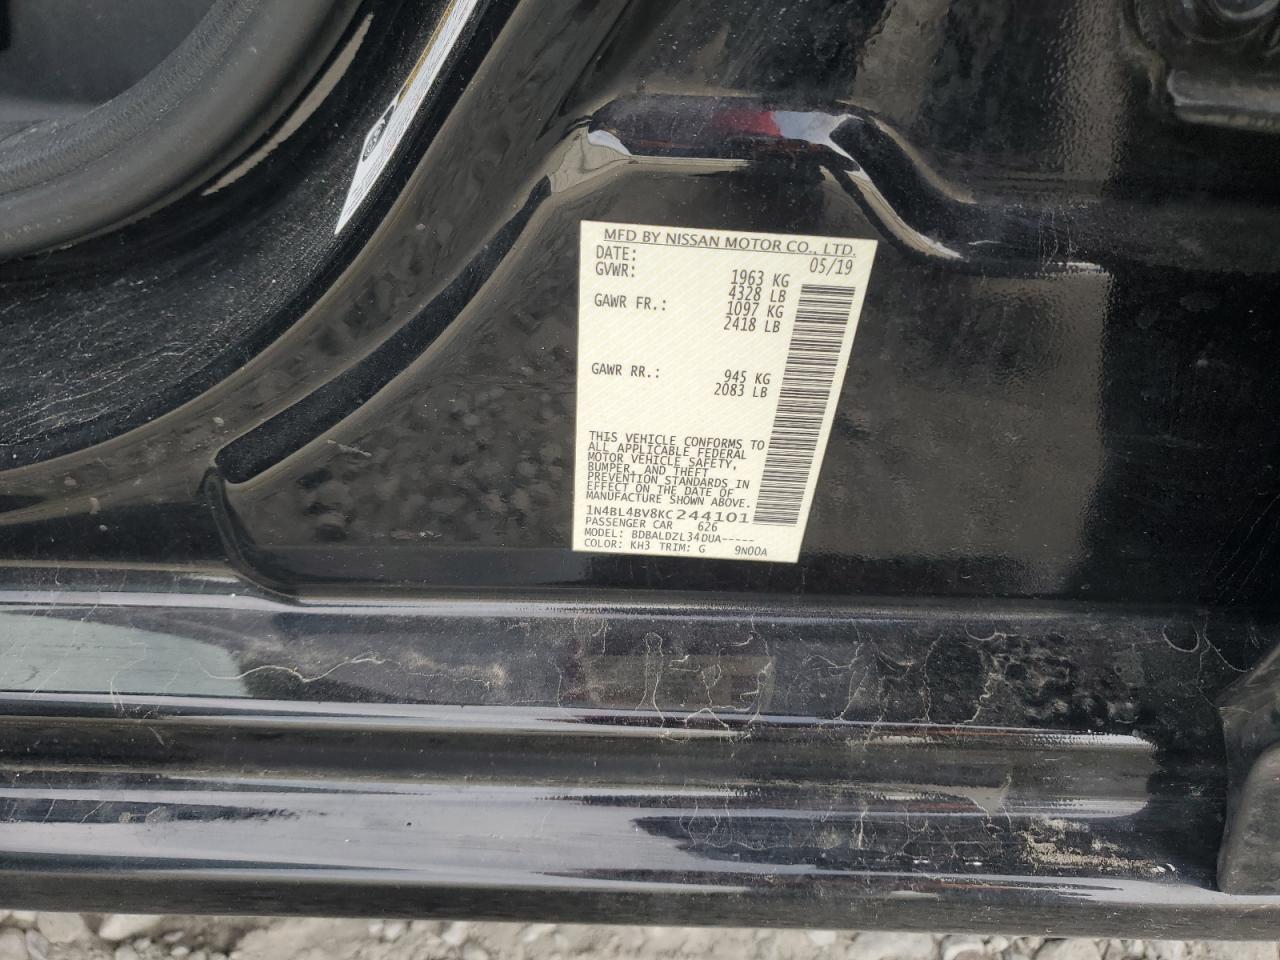 MFD BY NISSAN MOTOR CO., LTD.
DATE: 05/19
GVWR: 1963 KG
4328 LB
GAWR FR.: 1097 KG
2418 LB
GAWR RR.: 945 KG
2083 LB
THIS VEHICLE CONFORMS TO
ALL APPLICABLE FEDERAL
MOTOR VEHICLE SAFETY,
BUMPER, AND THEFT
PREVENTION STANDARDS IN
EFFECT ON THE DATE OF
MANUFACTURE SHOWN ABOVE.
1N4BL4BV8KC244101
PASSENGER CAR 626
MODEL: BDBALDZL34DUA-----
COLOR: KH3 TRIM: G 9N00A